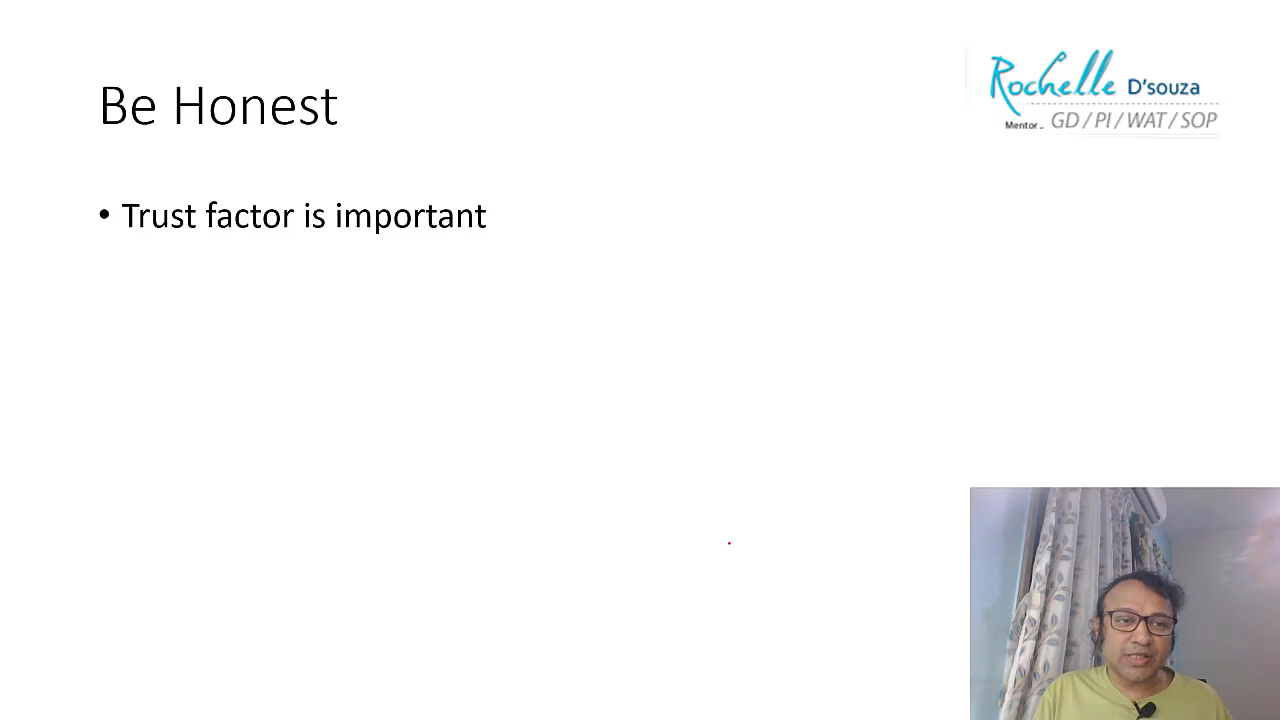 Be Honest
Rochelle D'souza
Mentor.. GD / PI / WAT / SOP
• Trust factor is important